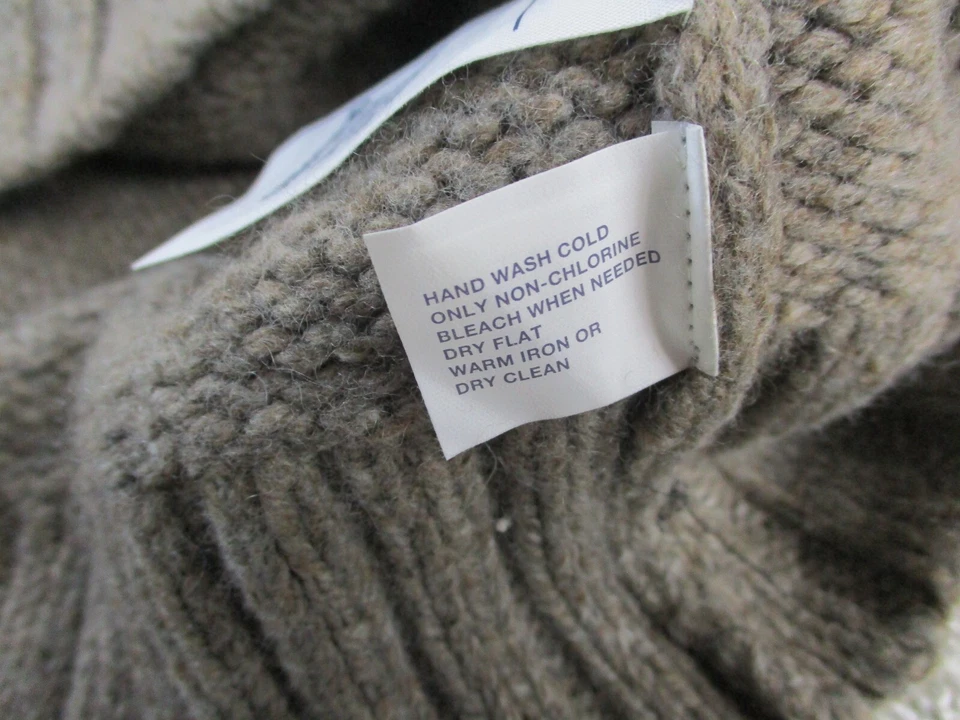 HAND WASH COLD
ONLY NON-CHLORINE
BLEACH WHEN NEEDED
DRY FLAT
WARM IRON OR
DRY CLEAN